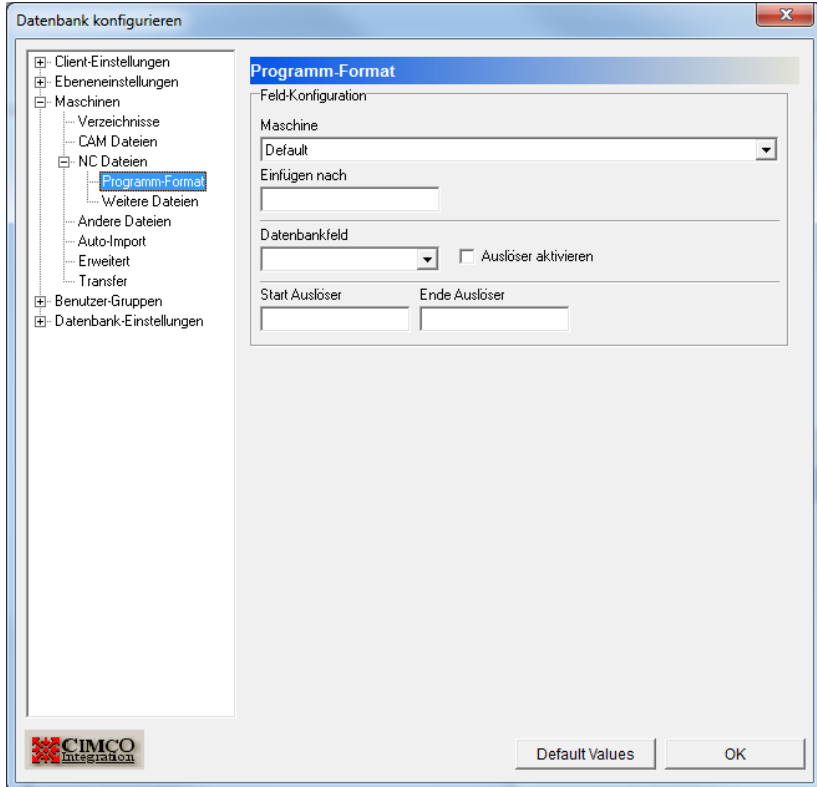 Datenbank konfigurieren
Client-Einstellungen
Ebeneneinstellungen
Maschinen
Verzeichnisse
CAM Dateien
NC Dateien
Programm-Format
Weitere Dateien
Andere Dateien
Auto-Import
Erweitert
Transfer
Benutzer-Gruppen
Datenbank-Einstellungen
Programm-Format
Feld-Konfiguration
Maschine
Default
Einfügen nach
Datenbankfeld
Auslöser aktivieren
Start Auslöser Ende Auslöser
CIMCO
Integration
Default Values OK